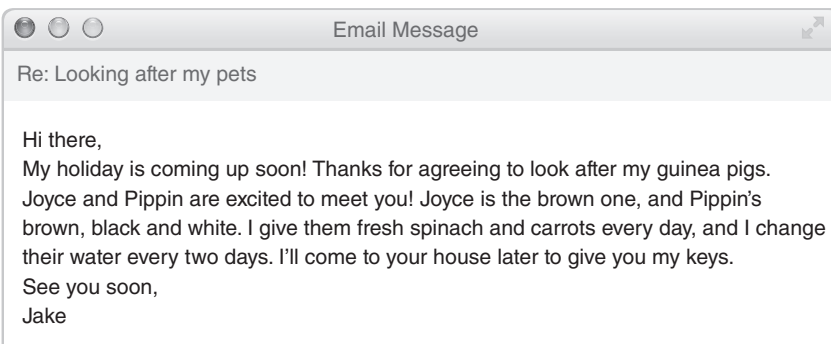 Email Message
Re: Looking after my pets
Hi there,
My holiday is coming up soon! Thanks for agreeing to look after my guinea pigs.
Joyce and Pippin are excited to meet you! Joyce is the brown one, and Pippin’s
brown, black and white. I give them fresh spinach and carrots every day, and I change
their water every two days. I’ll come to your house later to give you my keys.
See you soon,
Jake